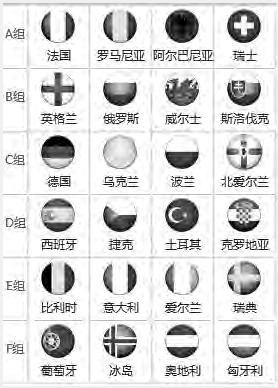 A组
法国 罗马尼亚 阿尔巴尼亚 瑞士
B组
英格兰 俄罗斯 威尔士 斯洛伐克
C组
德国 乌克兰 波兰 北爱尔兰
D组
西班牙 捷克 土耳其 克罗地亚
E组
比利时 意大利 爱尔兰 瑞典
F组
葡萄牙 冰岛 奥地利 匈牙利